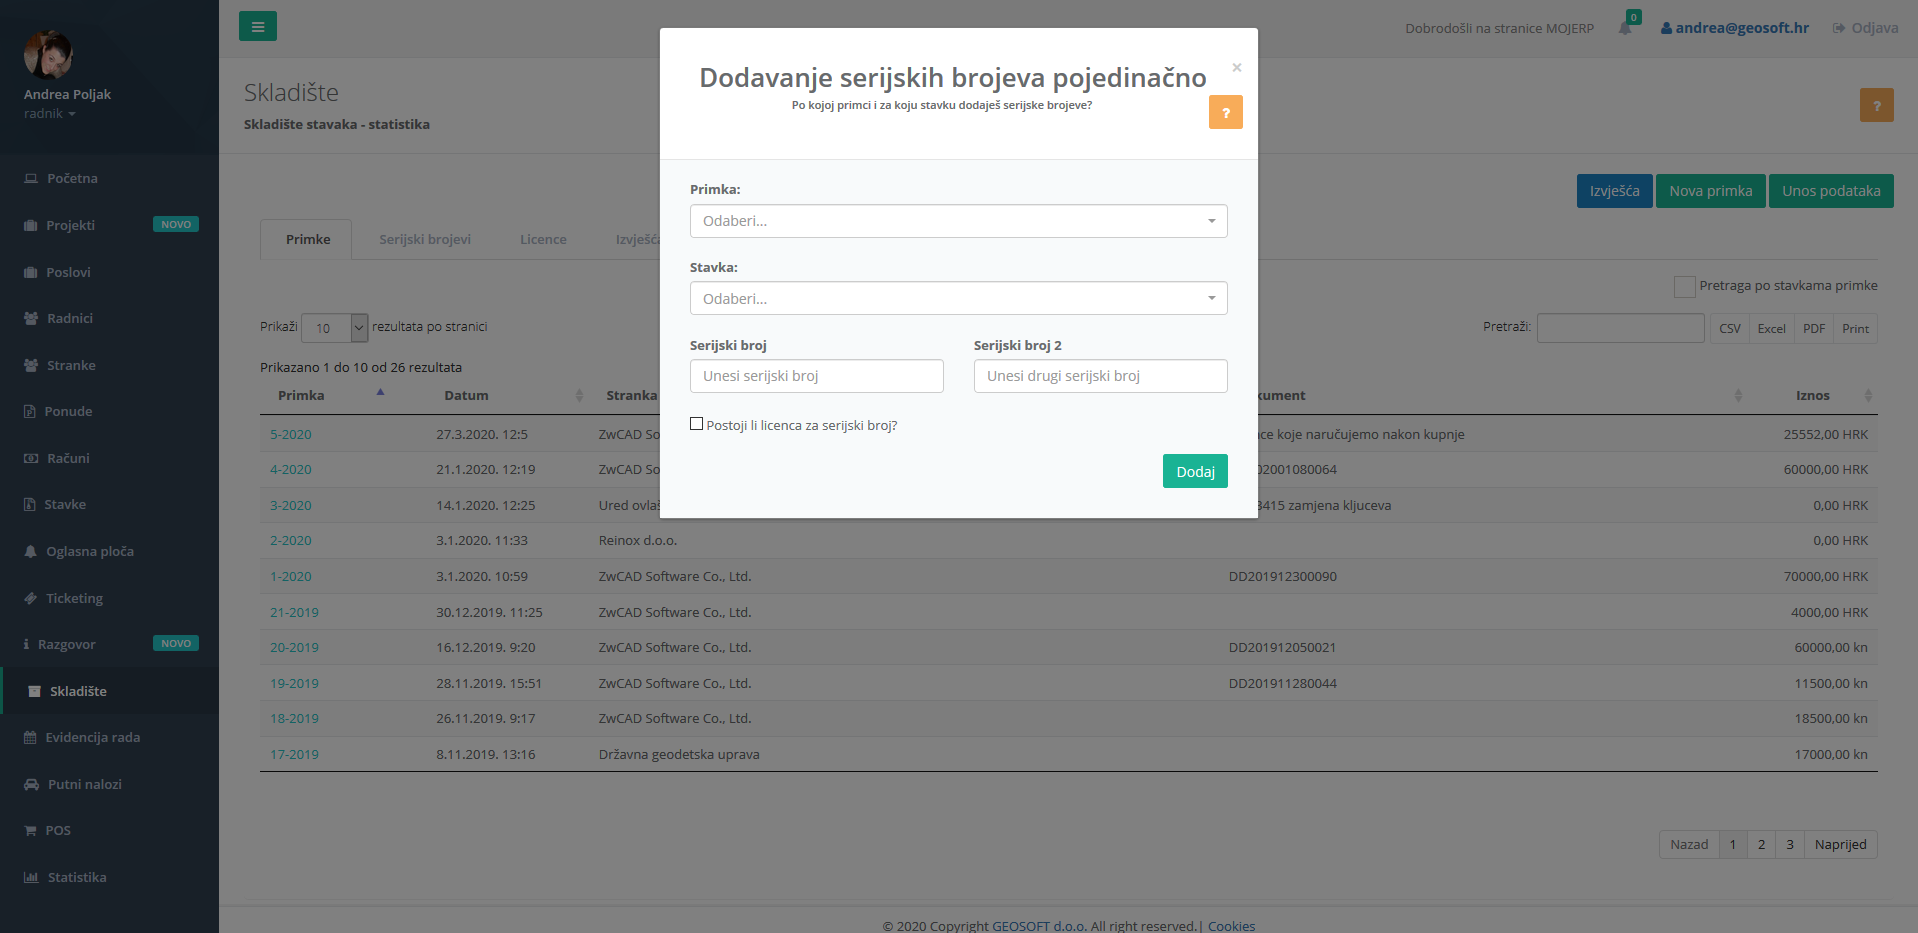 Andrea Poljak
radnik
Početna
Projekti NOVO
Poslovi
Radnici
Stranke
Ponude
Računi
Stavke
Oglasna ploča
Ticketing
Razgovor NOVO
Skladište
Evidencija rada
Putni nalozi
POS
Statistika
Dobrodošli na stranice MOJERP 0 andrea@geosoft.hr Odjava
Skladište
Skladište stavaka - statistika
?
Izvješća Nova primka Unos podataka
Primke Serijski brojevi Licence
Pretraga po stavkama primke
Prikaži 10 rezultata po stranici
Pretraži: CSV Excel PDF Print
Prikazano 1 do 10 od 26 rezultata
Primka Datum Stranka Iznos
5-2020 27.3.2020. 12:5 ZwCAD koje naručujemo nakon kupnje 25552,00 HRK
4-2020 21.1.2020. 12:19 ZwCAD 02001080064 60000,00 HRK
3-2020 14.1.2020. 12:25 Ured 3415 zamjena kljuceva 0,00 HRK
2-2020 3.1.2020. 11:33 Reinox d.o.o. 0,00 HRK
1-2020 3.1.2020. 10:59 ZwCAD Software Co., Ltd. DD201912300090 70000,00 HRK
21-2019 30.12.2019. 11:25 ZwCAD Software Co., Ltd. 4000,00 HRK
20-2019 16.12.2019. 9:20 ZwCAD Software Co., Ltd. DD201912050021 60000,00 kn
19-2019 28.11.2019. 15:51 ZwCAD Software Co., Ltd. DD201911280044 11500,00 kn
18-2019 26.11.2019. 9:17 ZwCAD Software Co., Ltd. 18500,00 kn
17-2019 8.11.2019. 13:16 Državna geodetska uprava 17000,00 kn
Nazad 1 2 3 Naprijed
© 2020 Copyright GEOSOFT d.o.o. All right reserved.| Cookies
Dodavanje serijskih brojeva pojedinačno ×
Po kojoj primci i za koju stavku dodaješ serijske brojeve?
?
Primka:
Odaberi...
Stavka:
Odaberi...
Serijski broj Serijski broj 2
Unesi serijski broj Unesi drugi serijski broj
Postoji li licenca za serijski broj?
Dodaj